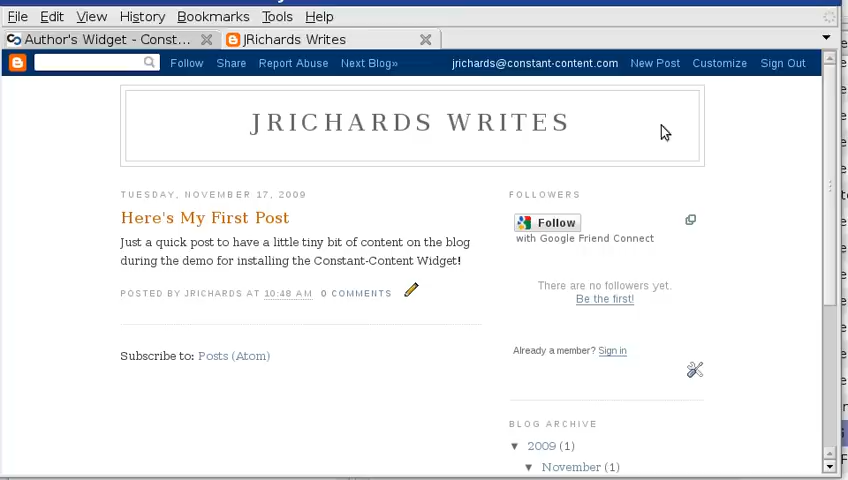 File Edit View History Bookmarks Tools Help
Author's Widget - Const...
JRichards Writes
Follow Share Report Abuse Next Blog» jrichards@constant-content.com New Post Customize Sign Out
JRICHARDS WRITES
TUESDAY, NOVEMBER 17, 2009
Here's My First Post
Just a quick post to have a little tiny bit of content on the blog
during the demo for installing the Constant-Content Widget!
POSTED BY JRICHARDS AT 10:48 AM 0 COMMENTS
Subscribe to: Posts (Atom)
FOLLOWERS
Follow
with Google Friend Connect
There are no followers yet.
Be the first!
Already a member? Sign in
BLOG ARCHIVE
▼ 2009 (1)
▼ November (1)